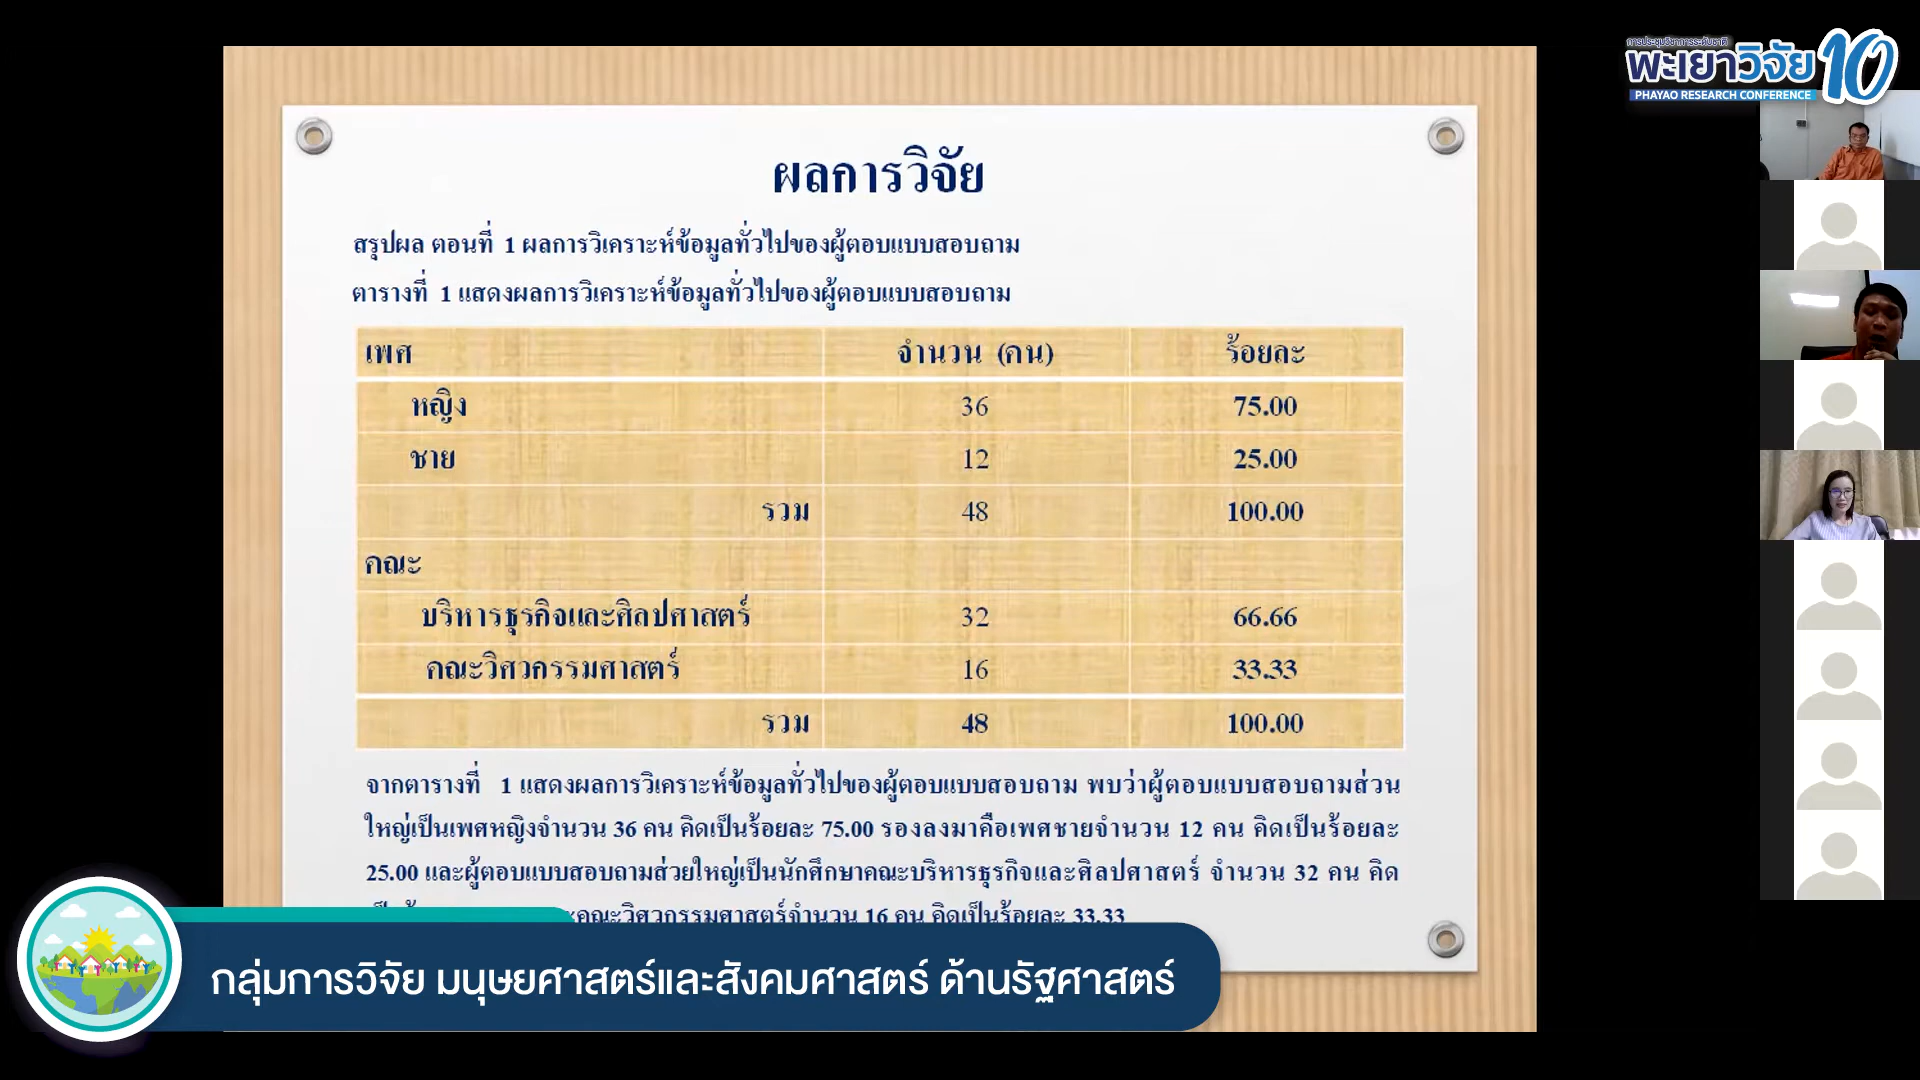 การประชุมวิชาการระดับชาติ
พะเยาวิจัย 10
PHAYAO RESEARCH CONFERENCE
ผลการวิจัย
สรุปผล ตอนที่ 1 ผลการวิเคราะห์ข้อมูลทั่วไปของผู้ตอบแบบสอบถาม
ตารางที่ 1 แสดงผลการวิเคราะห์ข้อมูลทั่วไปของผู้ตอบแบบสอบถาม
เพศ จำนวน (คน) ร้อยละ
หญิง 36 75.00
ชาย 12 25.00
รวม 48 100.00
คณะ
บริหารธุรกิจและศิลปศาสตร์ 32 66.66
คณะวิศวกรรมศาสตร์ 16 33.33
รวม 48 100.00
จากตารางที่ 1 แสดงผลการวิเคราะห์ข้อมูลทั่วไปของผู้ตอบแบบสอบถาม พบว่าผู้ตอบแบบสอบถามส่วน
ใหญ่เป็นเพศหญิงจำนวน 36 คน คิดเป็นร้อยละ 75.00 รองลงมาคือเพศชายจำนวน 12 คน คิดเป็นร้อยละ
25.00 และผู้ตอบแบบสอบถามส่วยใหญ่เป็นนักศึกษาคณะบริหารธุรกิจและศิลปศาสตร์ จำนวน 32 คน คิด
คณะวิศวกรรมศาสตร์จำนวน 16 คน คิดเป็นร้อยละ 33.33
กลุ่มการวิจัย มนุษยศาสตร์และสังคมศาสตร์ ด้านรัฐศาสตร์